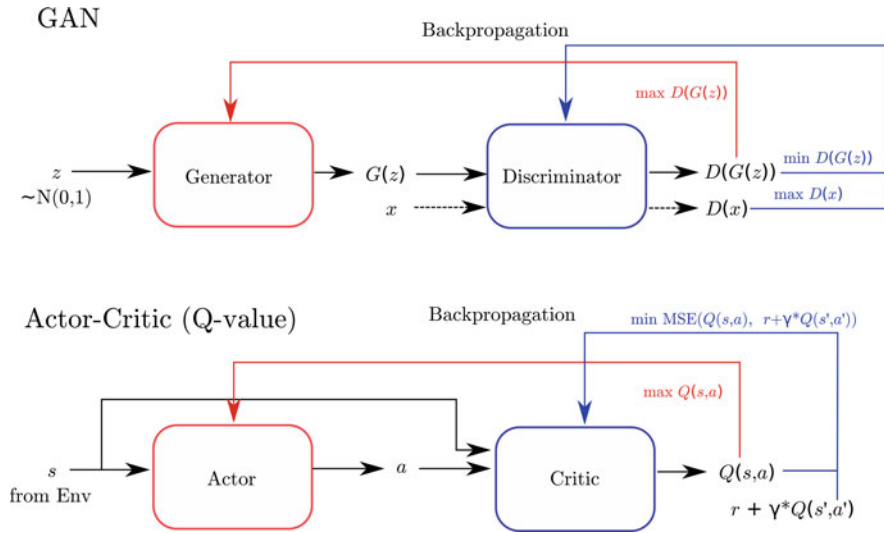 GAN
Backpropagation
max D(G(z))
z
~N(0,1)
Generator
G(z)
Discriminator
D(G(z))
min D(G(z))
x
D(x)
max D(x)
Actor-Critic (Q-value)
Backpropagation
min MSE(Q(s,a), r+γ*Q(s',a'))
max Q(s,a)
s
from Env
Actor
a
Critic
Q(s,a)
r + γ*Q(s',a')